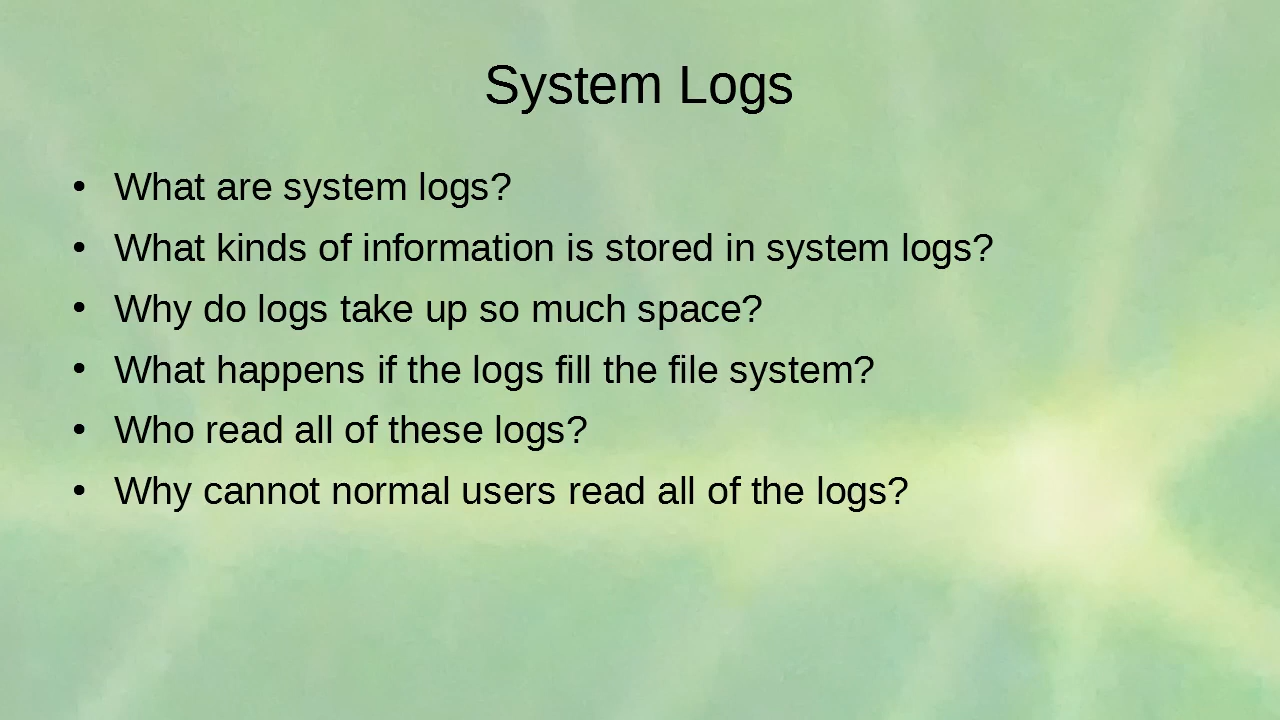 System Logs
• What are system logs?
• What kinds of information is stored in system logs?
• Why do logs take up so much space?
• What happens if the logs fill the file system?
• Who read all of these logs?
• Why cannot normal users read all of the logs?